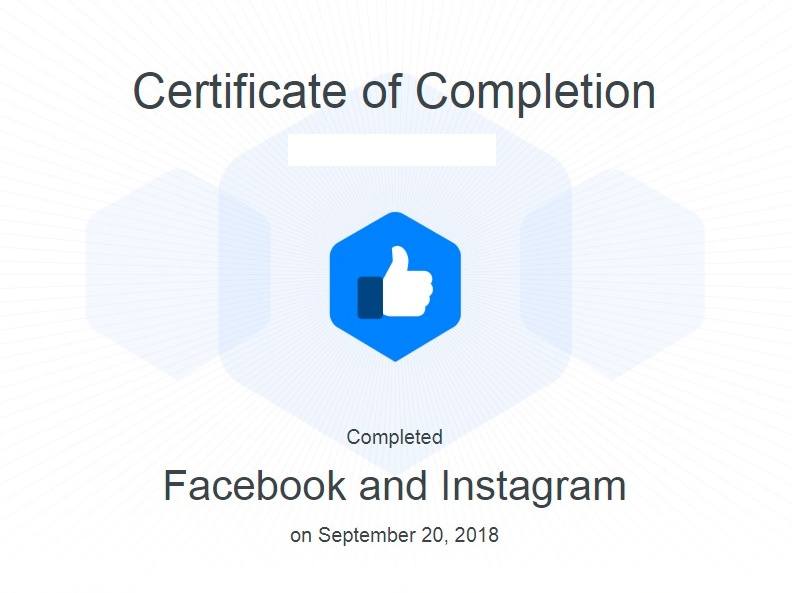 Certificate of Completion
Completed
Facebook and Instagram
on September 20, 2018